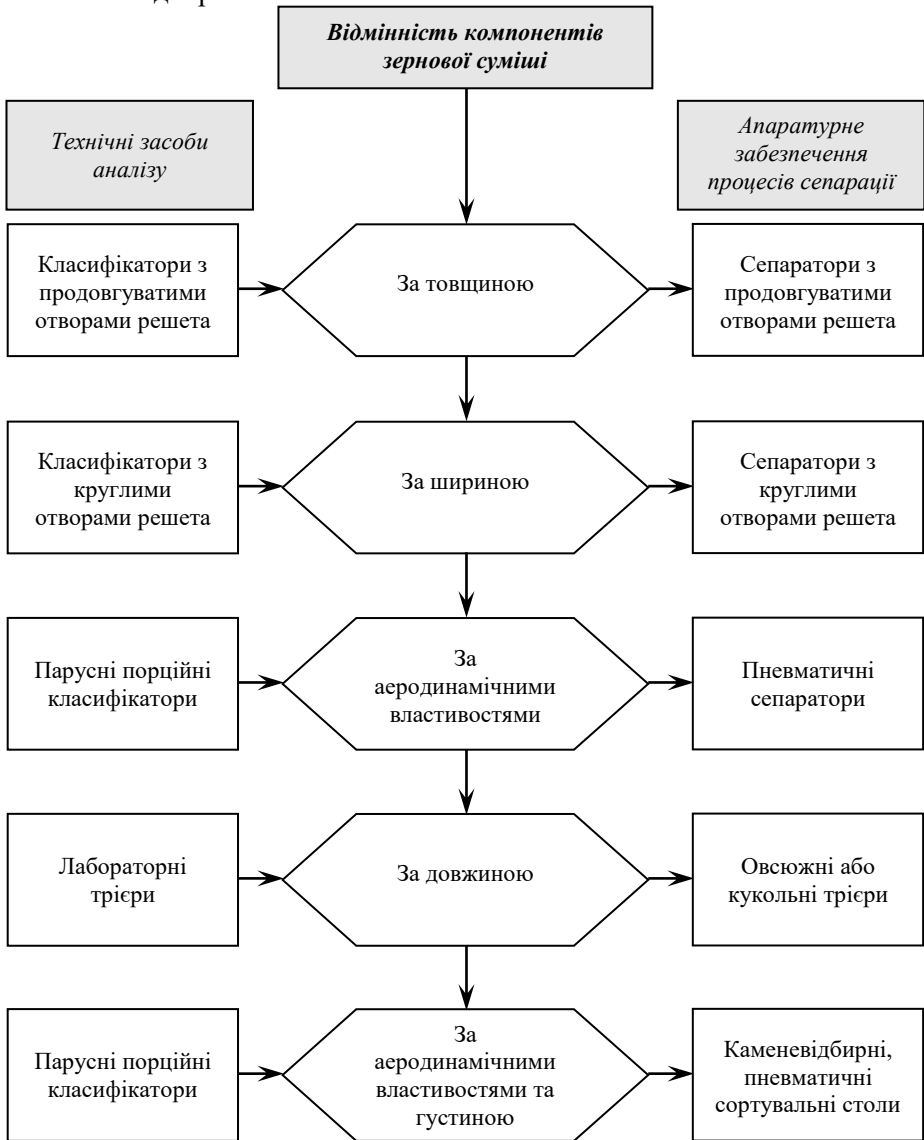 Відмінність компонентів
зернової суміші
Технічні засоби
аналізу
Апаратурне
забезпечення
процесів сепарації
Класифікатори з
продовгуватими
отворами решета
За товщиною
Сепаратори з
продовгуватими
отворами решета
Класифікатори з
круглими
отворами решета
За шириною
Сепаратори з
круглими
отворами решета
Парусні порційні
класифікатори
За
аеродинамічними
властивостями
Пневматичні
сепаратори
Лабораторні
трієри
За довжиною
Овсюжні або
кукольні трієри
Парусні порційні
класифікатори
За
аеродинамічними
властивостями та
густиною
Каменевідбирні,
пневматичні
сортувальні столи